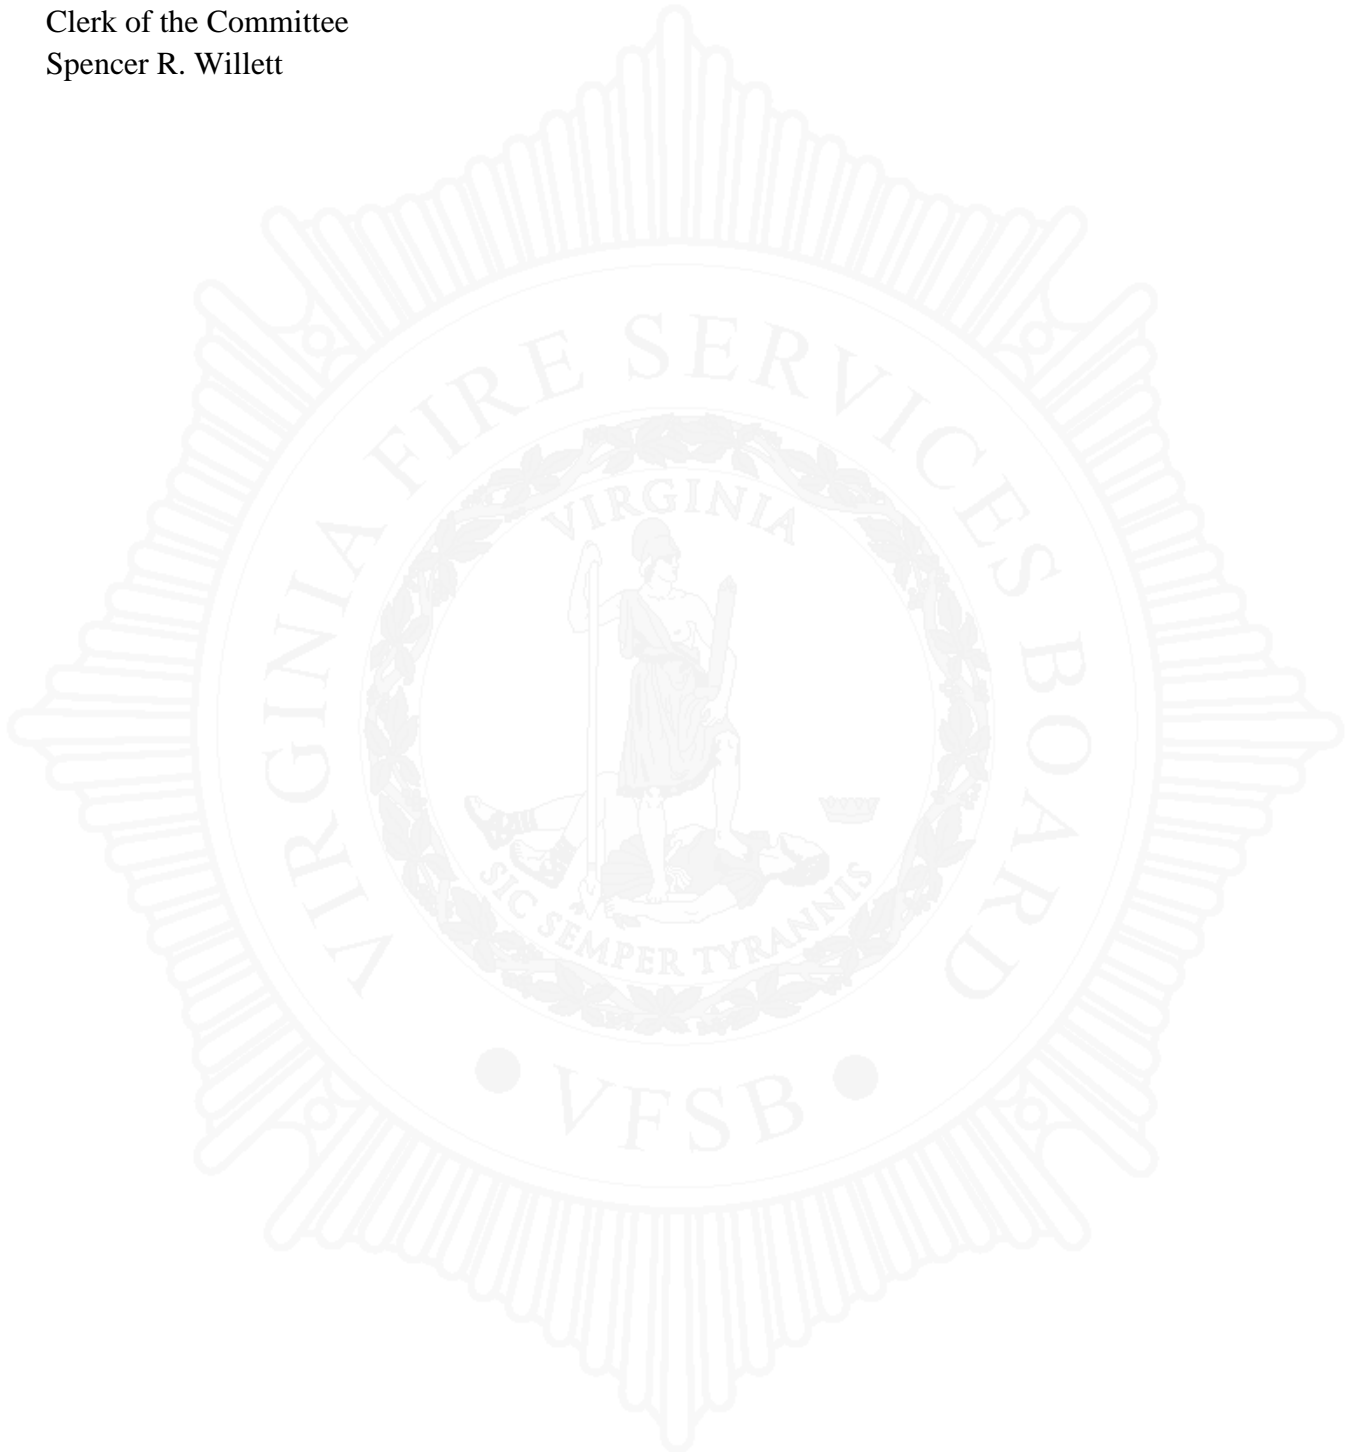 Clerk of the Committee
Spencer R. Willett
VIRGINIA FIRE SERVICES BOARD
VIRGINIA
SIC SEMPER TYRANNIS
• VFSB •